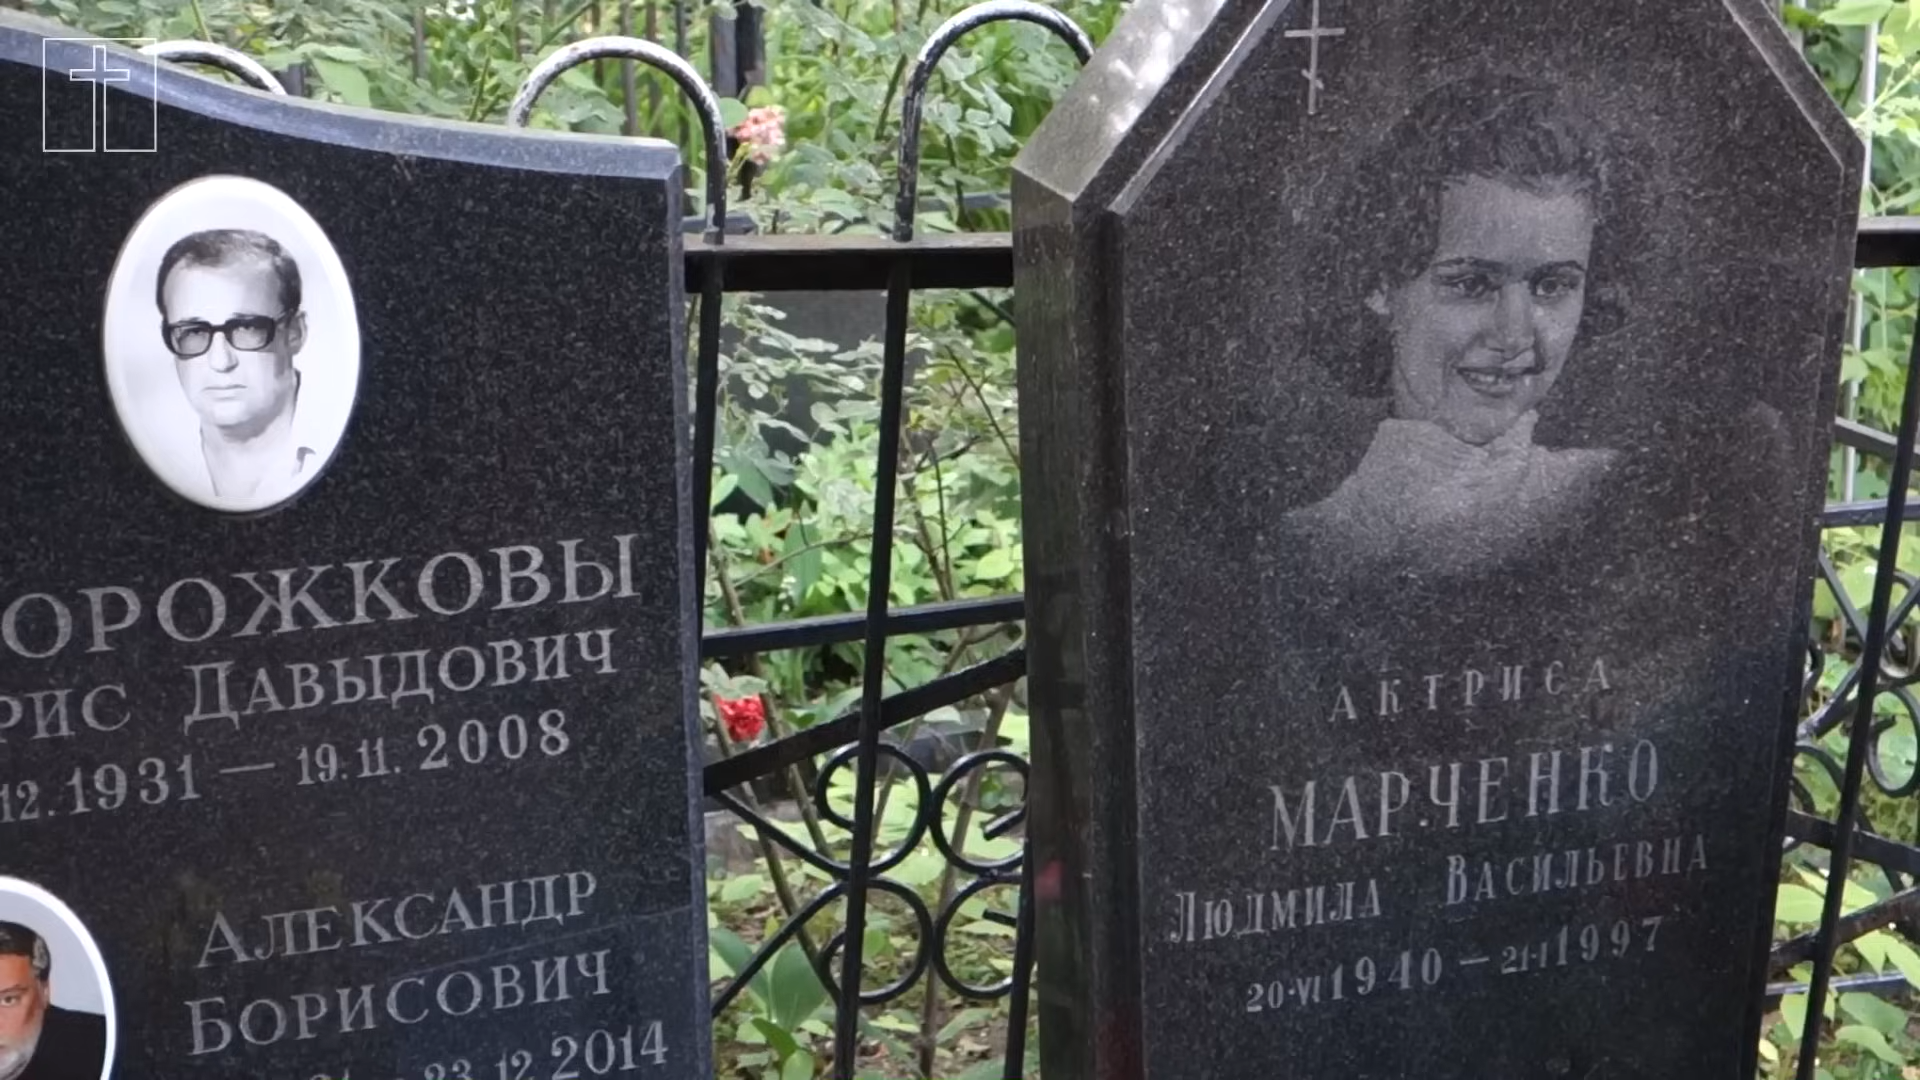 ОРОЖКОВЫ
РИС ДАВЫДОВИЧ
12.1931 — 19.11.2008
АЛЕКСАНДР
БОРИСОВИЧ
23.12.2014
АКТРИСА
МАРЧЕНКО
ЛЮДМИЛА ВАСИЛЬЕВНА
20·VI 1940 — 21·I 1997